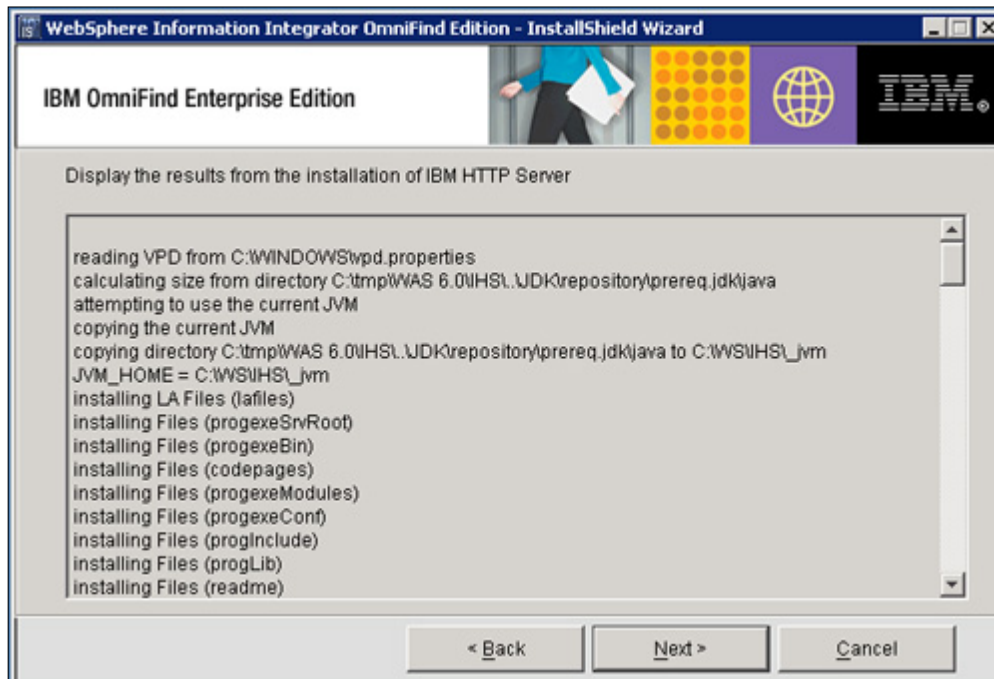 WebSphere Information Integrator OmniFind Edition - InstallShield Wizard
IBM OmniFind Enterprise Edition
IBM®
Display the results from the installation of IBM HTTP Server
reading VPD from C:\WINDOWS\vpd.properties
calculating size from directory C:\tmp\WAS 6.0\IHS\..\JDK\repository\prereq.jdk\java
attempting to use the current JVM
copying the current JVM
copying directory C:\tmp\WAS 6.0\IHS\..\JDK\repository\prereq.jdk\java to C:\WS\IHS\_jvm
JVM_HOME = C:\WS\IHS\_jvm
installing LA Files (lafiles)
installing Files (progexeSrvRoot)
installing Files (progexeBin)
installing Files (codepages)
installing Files (progexeModules)
installing Files (progexeConf)
installing Files (progInclude)
installing Files (progLib)
installing Files (readme)
< Back Next > Cancel